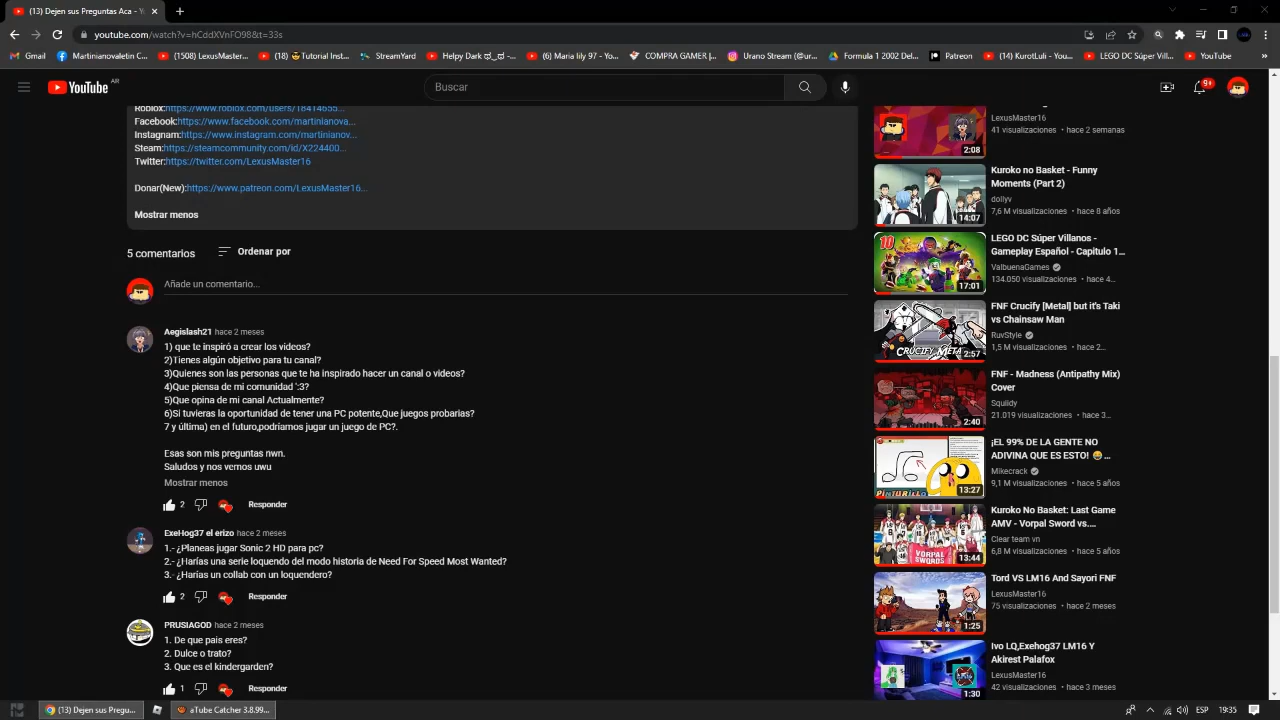 (13) Dejen sus Preguntas Aca - Y
youtube.com/watch?v=hCddXVnFO98&t=33s
Gmail
Martinianovaletin C...
(1508) LexusMaster...
(18) Tutorial Inst...
StreamYard
Helpy Dark
(6) Maria lily 97 - Yo...
COMPRA GAMER |...
Urano Stream (@ur...
Formula 1 2002 Del...
Patreon
(14) KurotLuli - You...
LEGO DC Súper Vill...
YouTube
YouTube AR
Buscar
9+
Roblox:https://www.roblox.com/users/18414655...
Facebook:https://www.facebook.com/martinianova...
Instagnam:https://www.instagram.com/martinianov...
Steam:https://steamcommunity.com/id/X224400...
Twitter:https://twitter.com/LexusMaster16
Donar(New):https://www.patreon.com/LexusMaster16...
Mostrar menos
5 comentarios
Ordenar por
Añade un comentario...
Aegislash21 hace 2 meses
1) que te inspiró a crear los videos?
2)Tienes algún objetivo para tu canal?
3)Quienes son las personas que te ha inspirado hacer un canal o videos?
4)Que piensa de mi comunidad ':3?
5)Que opina de mi canal Actualmente?
6)Si tuvieras la oportunidad de tener una PC potente,Que juegos probarias?
7 y última) en el futuro,podriamos jugar un juego de PC?.
Esas son mis preguntas nwn.
Saludos y nos vemos uwu
Mostrar menos
2
Responder
ExeHog37 el erizo hace 2 meses
1.- ¿Planeas jugar Sonic 2 HD para pc?
2.- ¿Harías una serie loquendo del modo historia de Need For Speed Most Wanted?
3.- ¿Harías un collab con un loquendero?
2
Responder
PRUSIAGOD hace 2 meses
1. De que pais eres?
2. Dulce o trato?
3. Que es el kindergarden?
1
Responder
LexusMaster16
41 visualizaciones • hace 2 semanas
2:08
Kuroko no Basket - Funny
Moments (Part 2)
dollyv
7,6 M visualizaciones • hace 8 años
14:07
LEGO DC Súper Villanos -
Gameplay Español - Capitulo 1...
ValbuenaGames
134.050 visualizaciones • hace 4...
10
17:01
FNF Crucify [Metal] but it's Taki
vs Chainsaw Man
RuvStyle
1,5 M visualizaciones • hace 2...
CRUCIFY META
2:57
FNF - Madness (Antipathy Mix)
Cover
Squiidy
21.019 visualizaciones • hace 3...
2:40
¡EL 99% DE LA GENTE NO
ADIVINA QUE ES ESTO! ...
Mikecrack
9,1 M visualizaciones • hace 5 años
PINTURILLO
13:27
Kuroko No Basket: Last Game
AMV - Vorpal Sword vs....
Clear team vn
6,8 M visualizaciones • hace 5 años
VORPAL
SWORDS
13:44
Tord VS LM16 And Sayori FNF
LexusMaster16
75 visualizaciones • hace 2 meses
1:25
Ivo LQ,Exehog37 LM16 Y
Akirest Palafox
LexusMaster16
42 visualizaciones • hace 3 meses
1:30
(13) Dejen sus Pregu...
aTube Catcher 3.8.99...
ESP
19:35